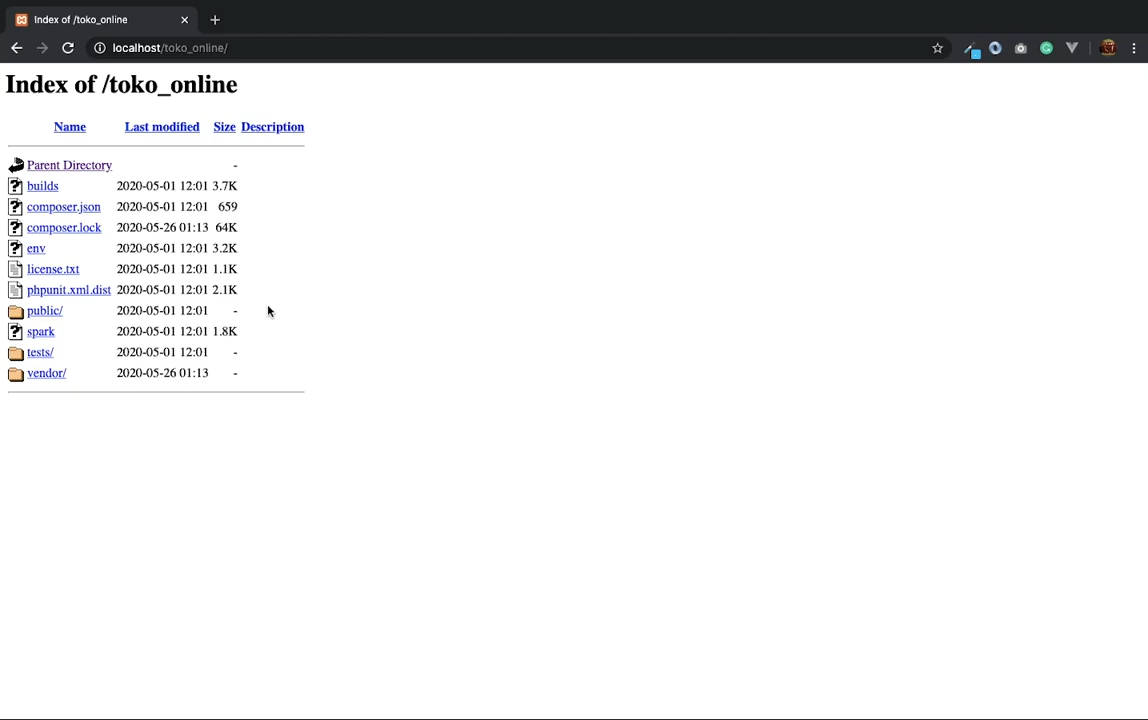 Index of /toko_online
localhost/toko_online/
Index of /toko_online
Name Last modified Size Description
Parent Directory -
builds 2020-05-01 12:01 3.7K
composer.json 2020-05-01 12:01 659
composer.lock 2020-05-26 01:13 64K
env 2020-05-01 12:01 3.2K
license.txt 2020-05-01 12:01 1.1K
phpunit.xml.dist 2020-05-01 12:01 2.1K
public/ 2020-05-01 12:01 -
spark 2020-05-01 12:01 1.8K
tests/ 2020-05-01 12:01 -
vendor/ 2020-05-26 01:13 -